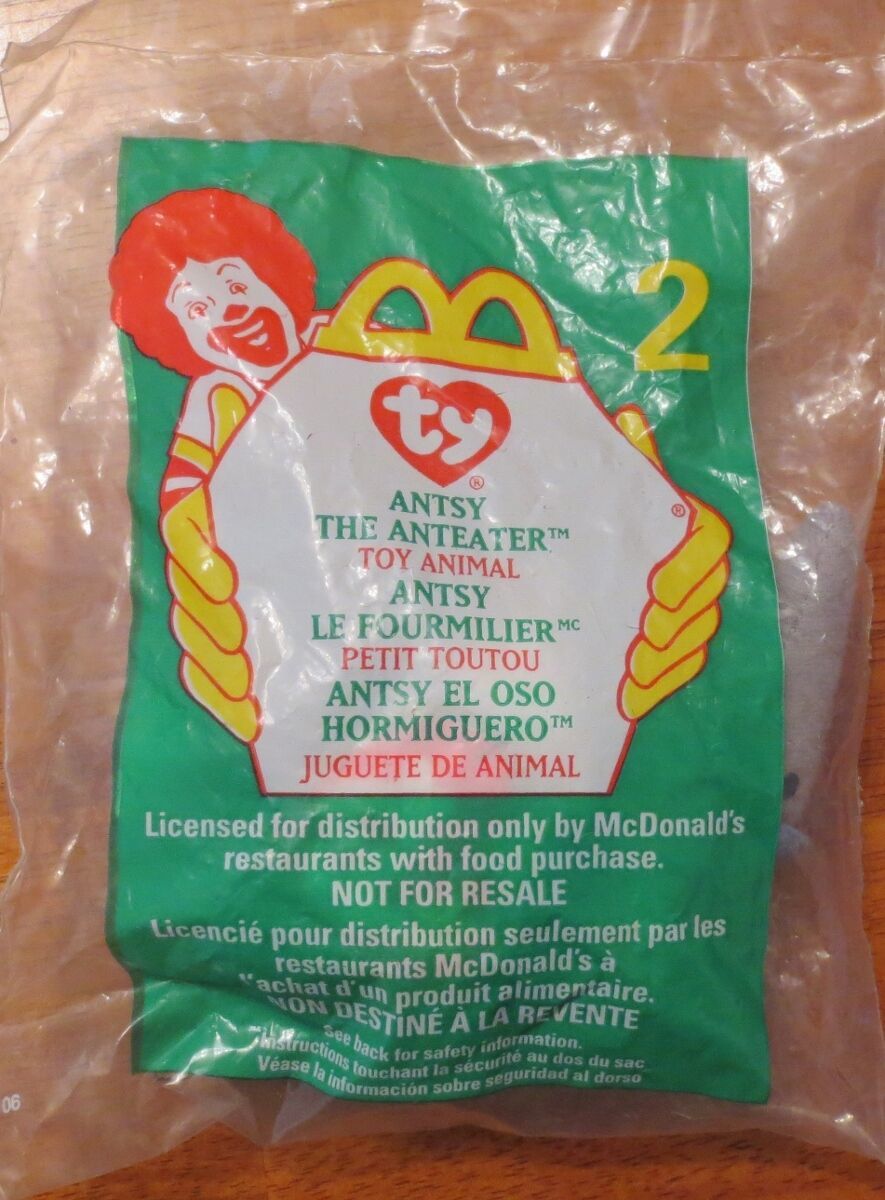 2
ty®
®
ANTSY
THE ANTEATER™
TOY ANIMAL
ANTSY
LE FOURMILIER MC
PETIT TOUTOU
ANTSY EL OSO
HORMIGUERO™
JUGUETE DE ANIMAL
Licensed for distribution only by McDonald's
restaurants with food purchase.
NOT FOR RESALE
Licencié pour distribution seulement par les
restaurants McDonald's à
l'achat d'un produit alimentaire.
NON DESTINÉ À LA REVENTE
See back for safety information.
Instructions touchant la sécurité au dos du sac
Véase la información sobre seguridad al dorso
06